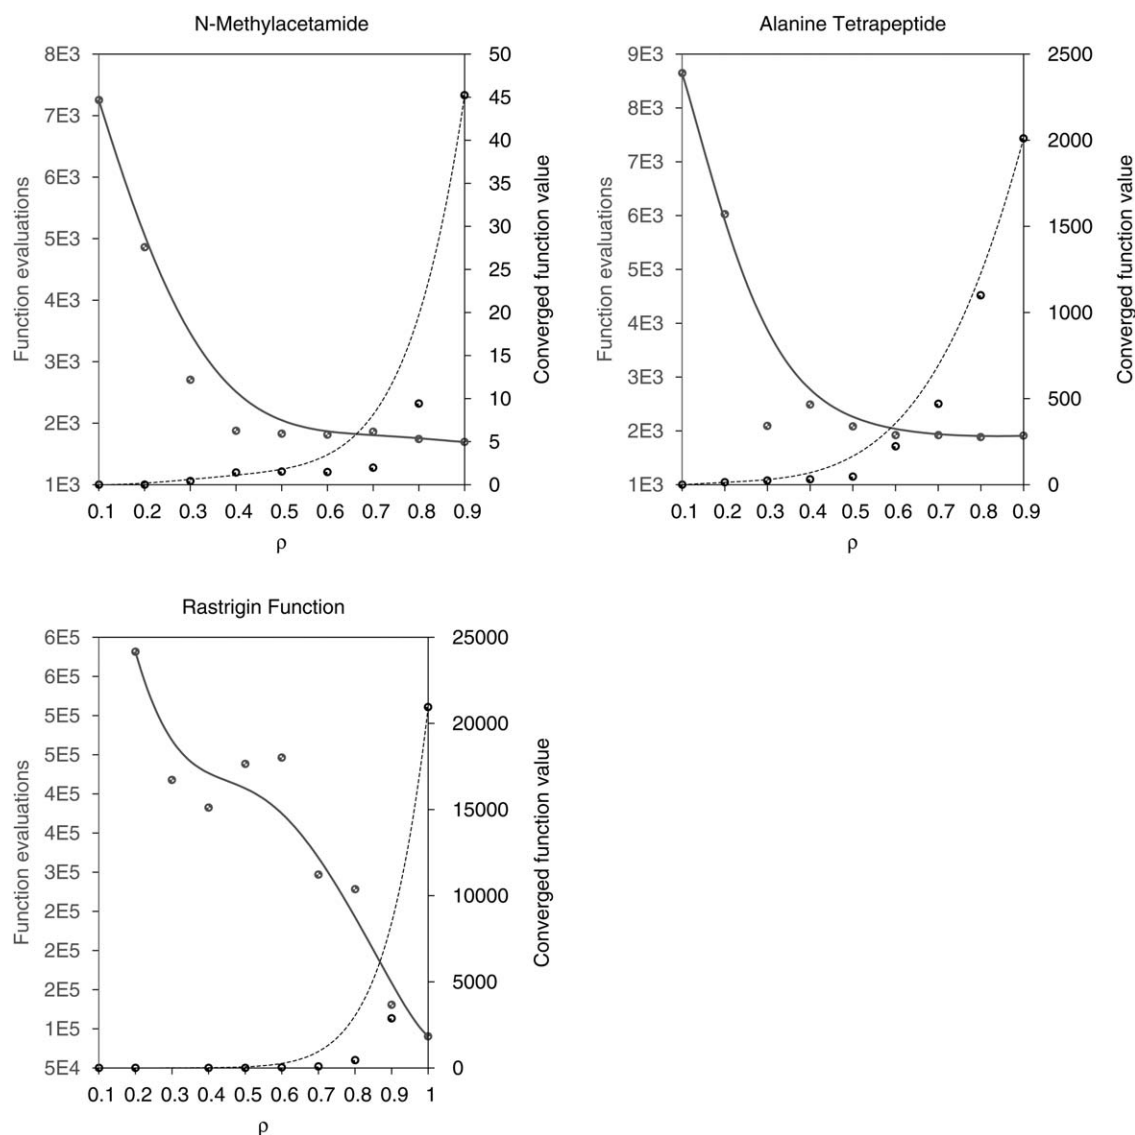 N-Methylacetamide
8E3
7E3
6E3
5E3
4E3
3E3
2E3
1E3
Function evaluations
50
45
40
35
30
25
20
15
10
5
0
Converged function value
0.1 0.2 0.3 0.4 0.5 0.6 0.7 0.8 0.9
ρ
Alanine Tetrapeptide
9E3
8E3
7E3
6E3
5E3
4E3
3E3
2E3
1E3
Function evaluations
2500
2000
1500
1000
500
0
Converged function value
0.1 0.2 0.3 0.4 0.5 0.6 0.7 0.8 0.9
ρ
Rastrigin Function
6E5
6E5
5E5
5E5
4E5
4E5
3E5
2E5
2E5
2E5
1E5
5E4
Function evaluations
25000
20000
15000
10000
5000
0
Converged function value
0.1 0.2 0.3 0.4 0.5 0.6 0.7 0.8 0.9 1
ρ